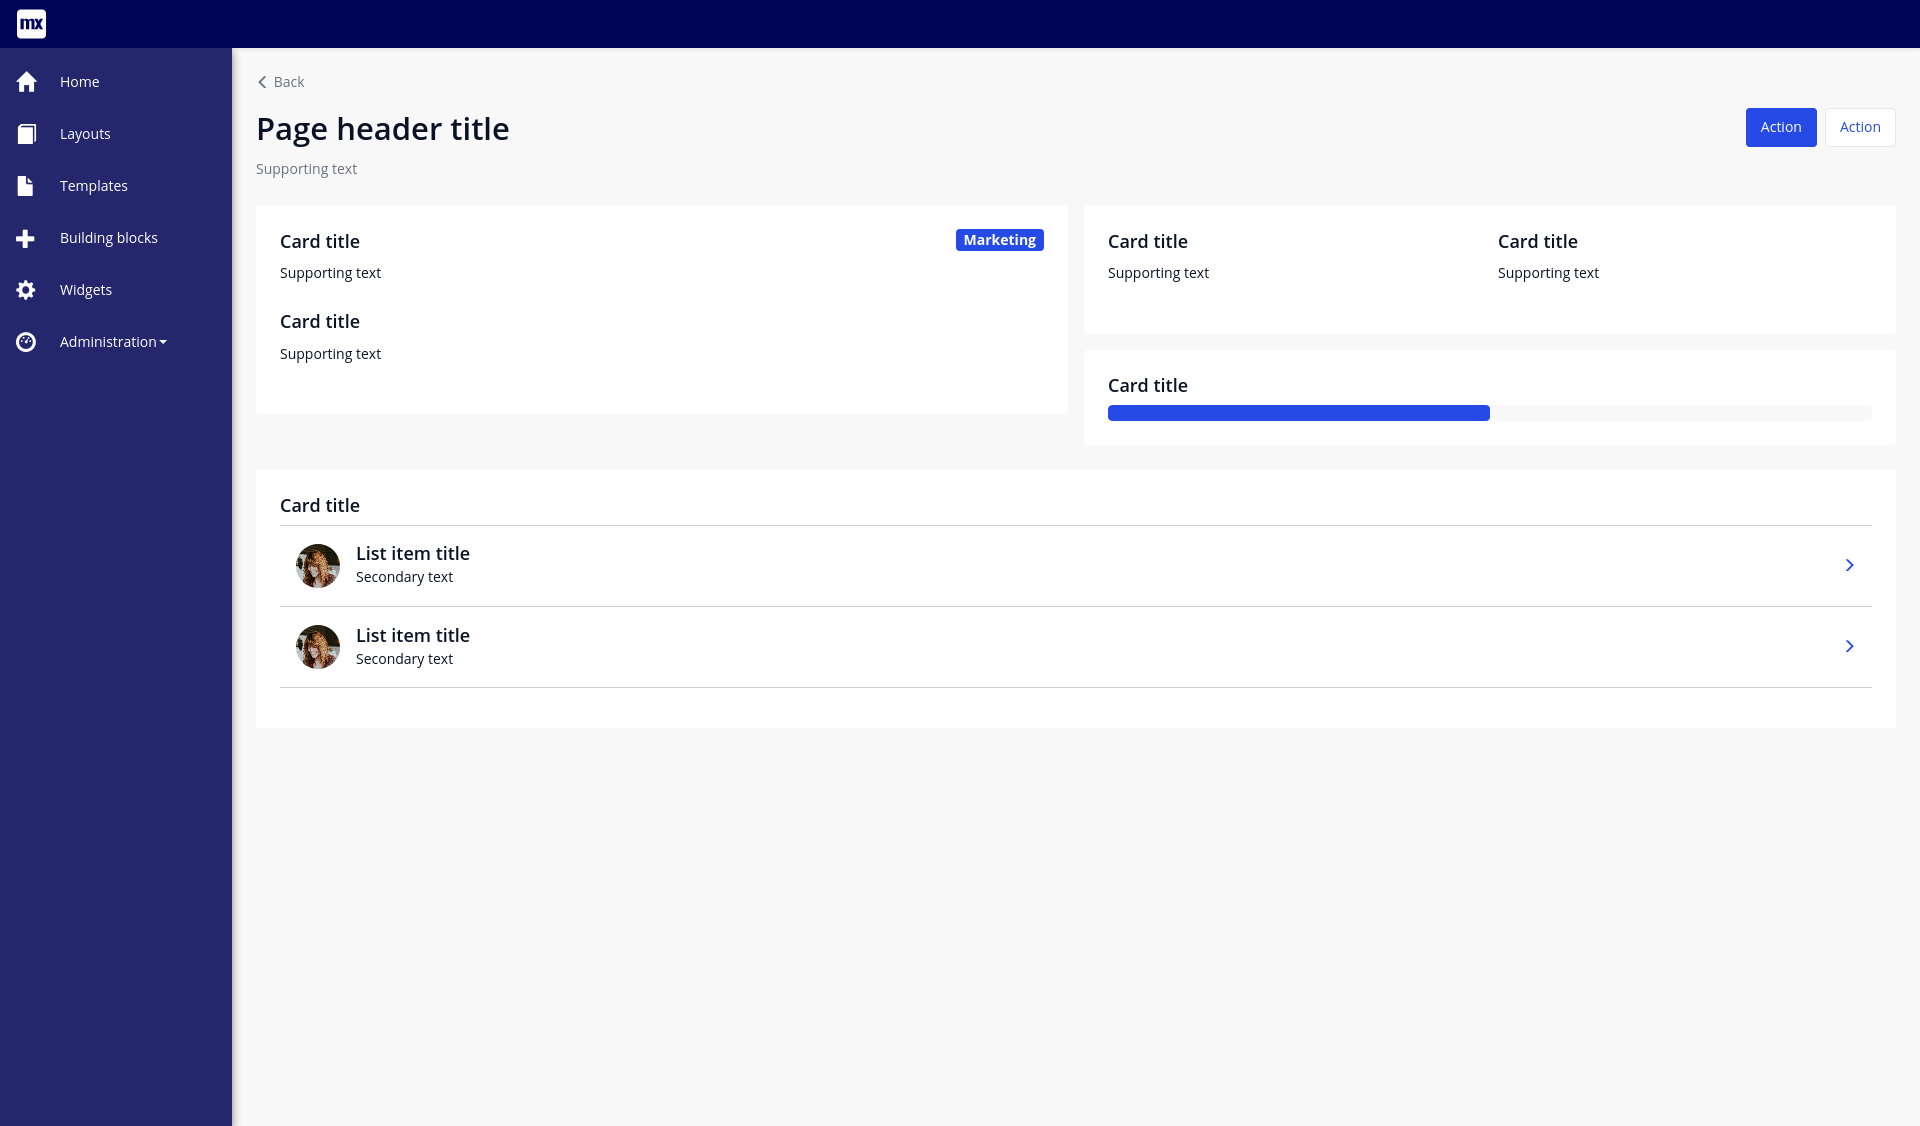 mx
Home
Layouts
Templates
Building blocks
Widgets
Administration
Back
Page header title
Supporting text
Action
Action
Card title
Marketing
Supporting text
Card title
Supporting text
Card title
Supporting text
Card title
Supporting text
Card title
Card title
List item title
Secondary text
List item title
Secondary text